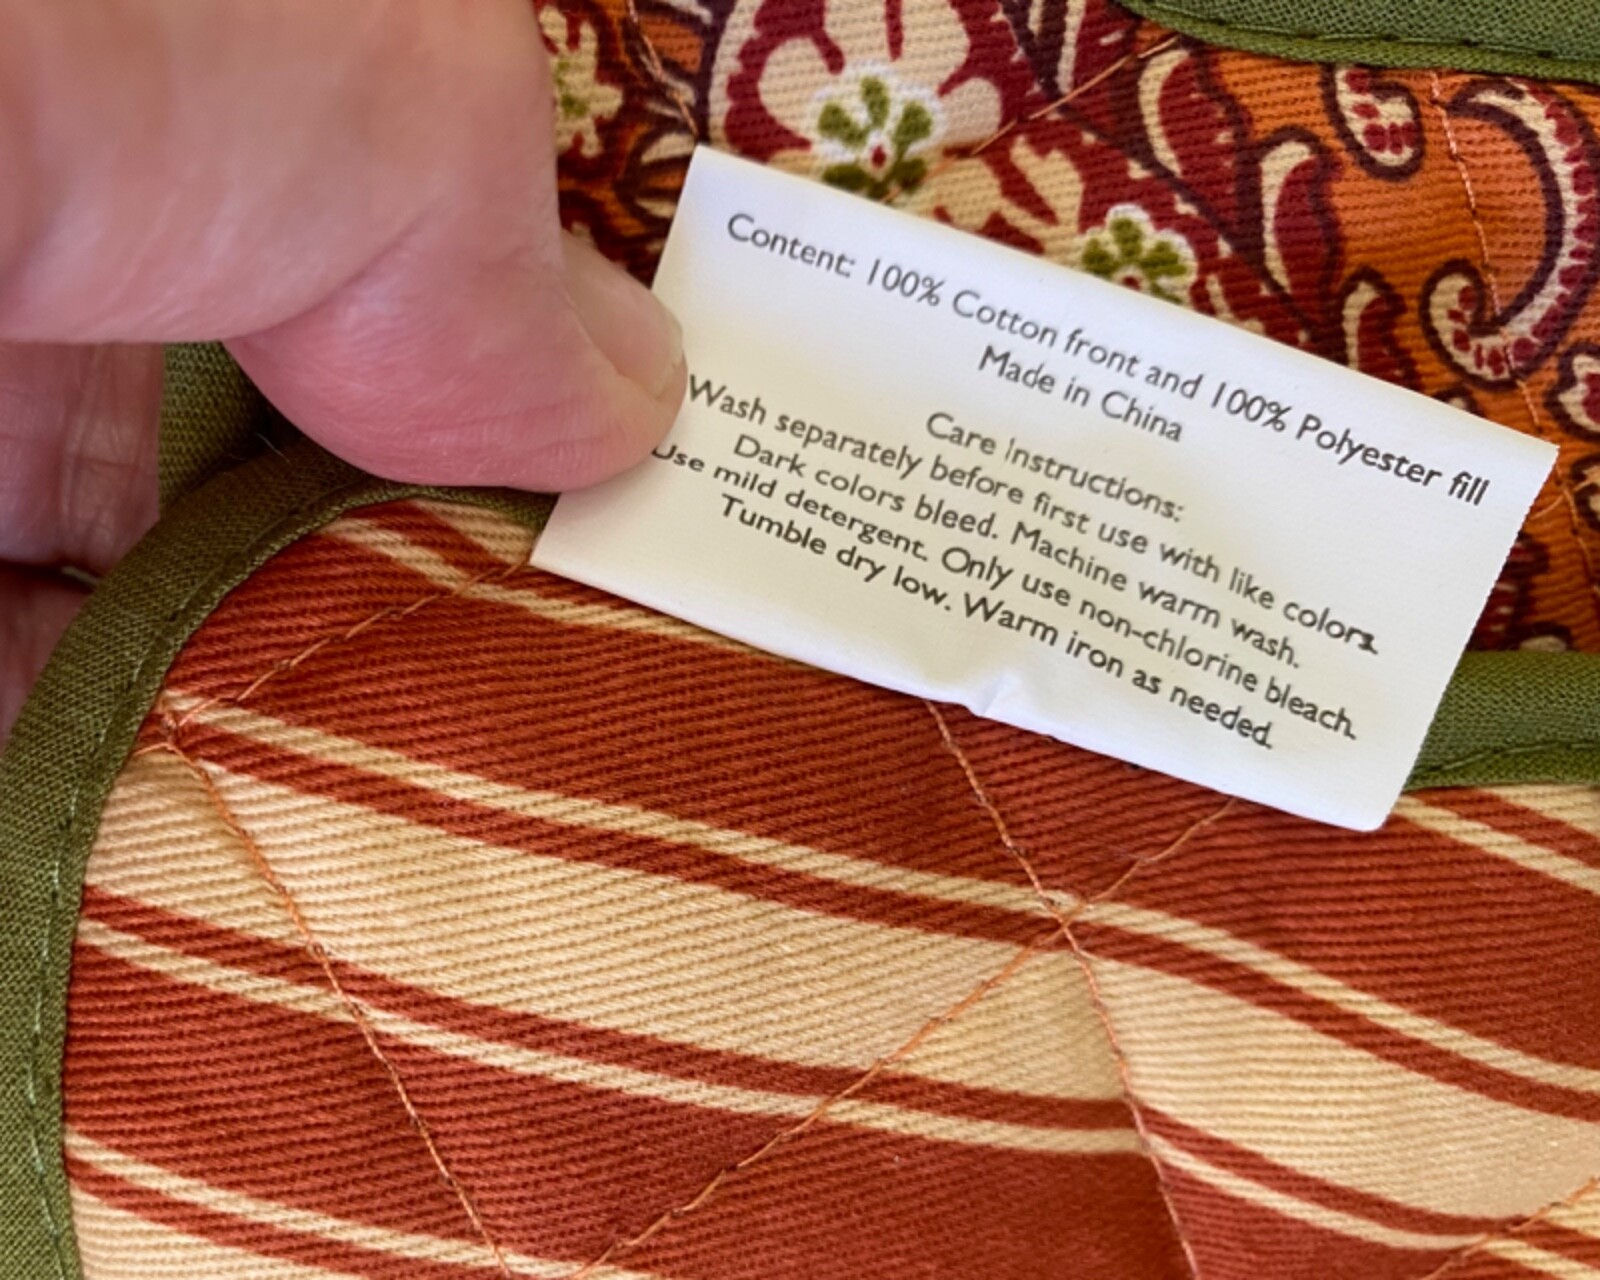 Content: 100% Cotton front and 100% Polyester fill
Made in China
Care Instructions:
Wash separately before first use with like colors.
Dark colors bleed. Machine warm wash.
Use mild detergent. Only use non-chlorine bleach.
Tumble dry low. Warm iron as needed.